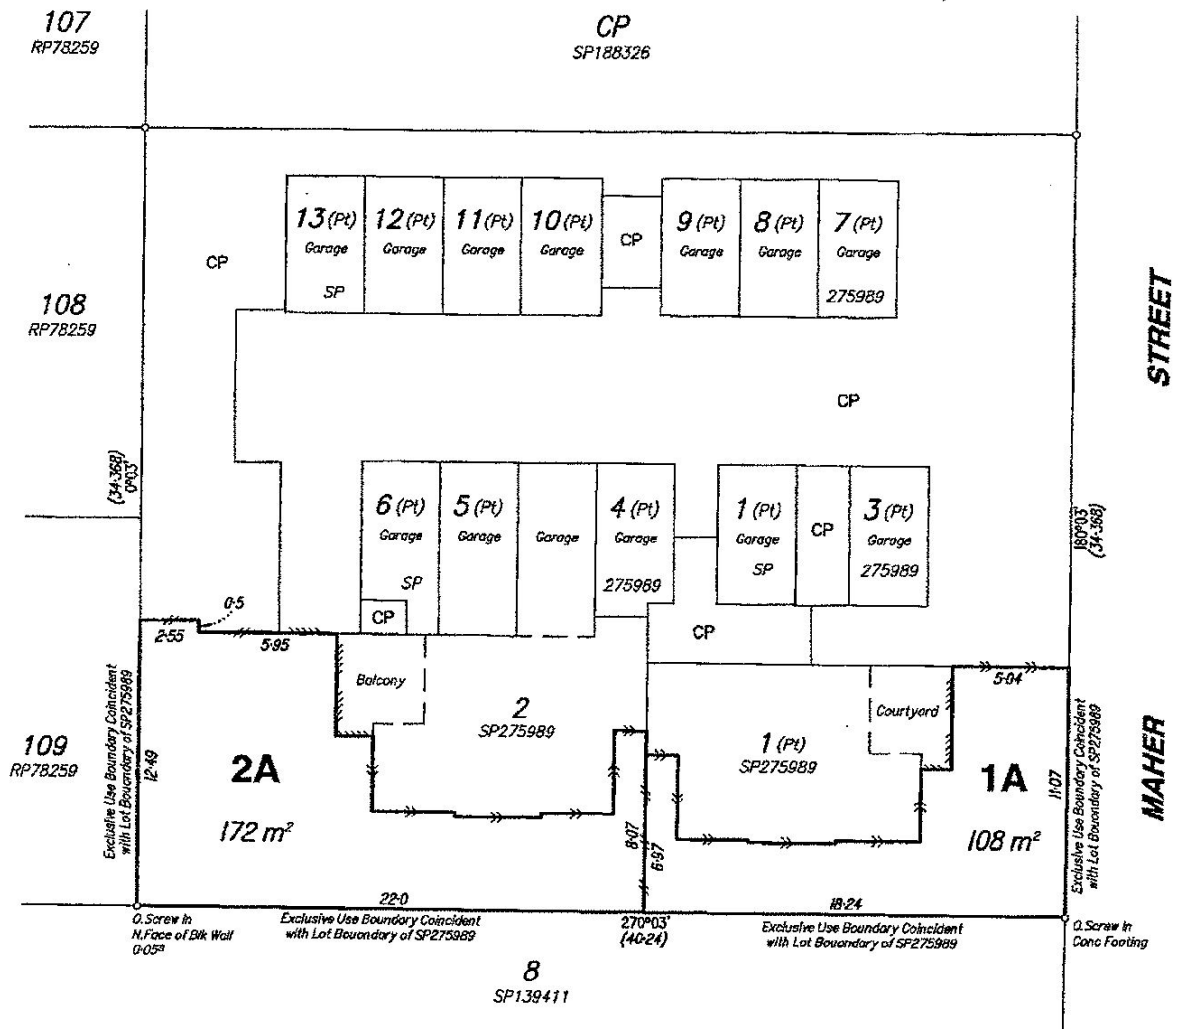 107
RP78259
CP
SP188326
13 (Pt)
Garage
SP
12 (Pt)
Garage
11 (Pt)
Garage
10 (Pt)
Garage
CP
9 (Pt)
Garage
8 (Pt)
Garage
7 (Pt)
Garage
275989
CP
108
RP78259
STREET
CP
(34·368)
0°03'
6 (Pt)
Garage
SP
CP
5 (Pt)
Garage
Garage
4 (Pt)
Garage
275989
1 (Pt)
Garage
SP
CP
3 (Pt)
Garage
275989
180°03'
(34·368)
0·5
2·55
5·95
CP
5·04
Balcony
2
SP275989
Courtyard
1 (Pt)
SP275989
109
RP78259
Exclusive Use Boundary Coincident
with Lot Bouondary of SP275989
12·49
2A
172 m²
8·07
6·97
1A
108 m²
11·07
Exclusive Use Boundary Coincident
with Lot Bouondary of SP275989
MAHER
22·0
18·24
O.Screw in
N.Face of Blk Wall
Exclusive Use Boundary Coincident
with Lot Bouondary of SP275989
270°03'
(40·24)
Exclusive Use Boundary Coincident
with Lot Bouondary of SP275989
O.Screw in
Conc Footing
8
SP139411